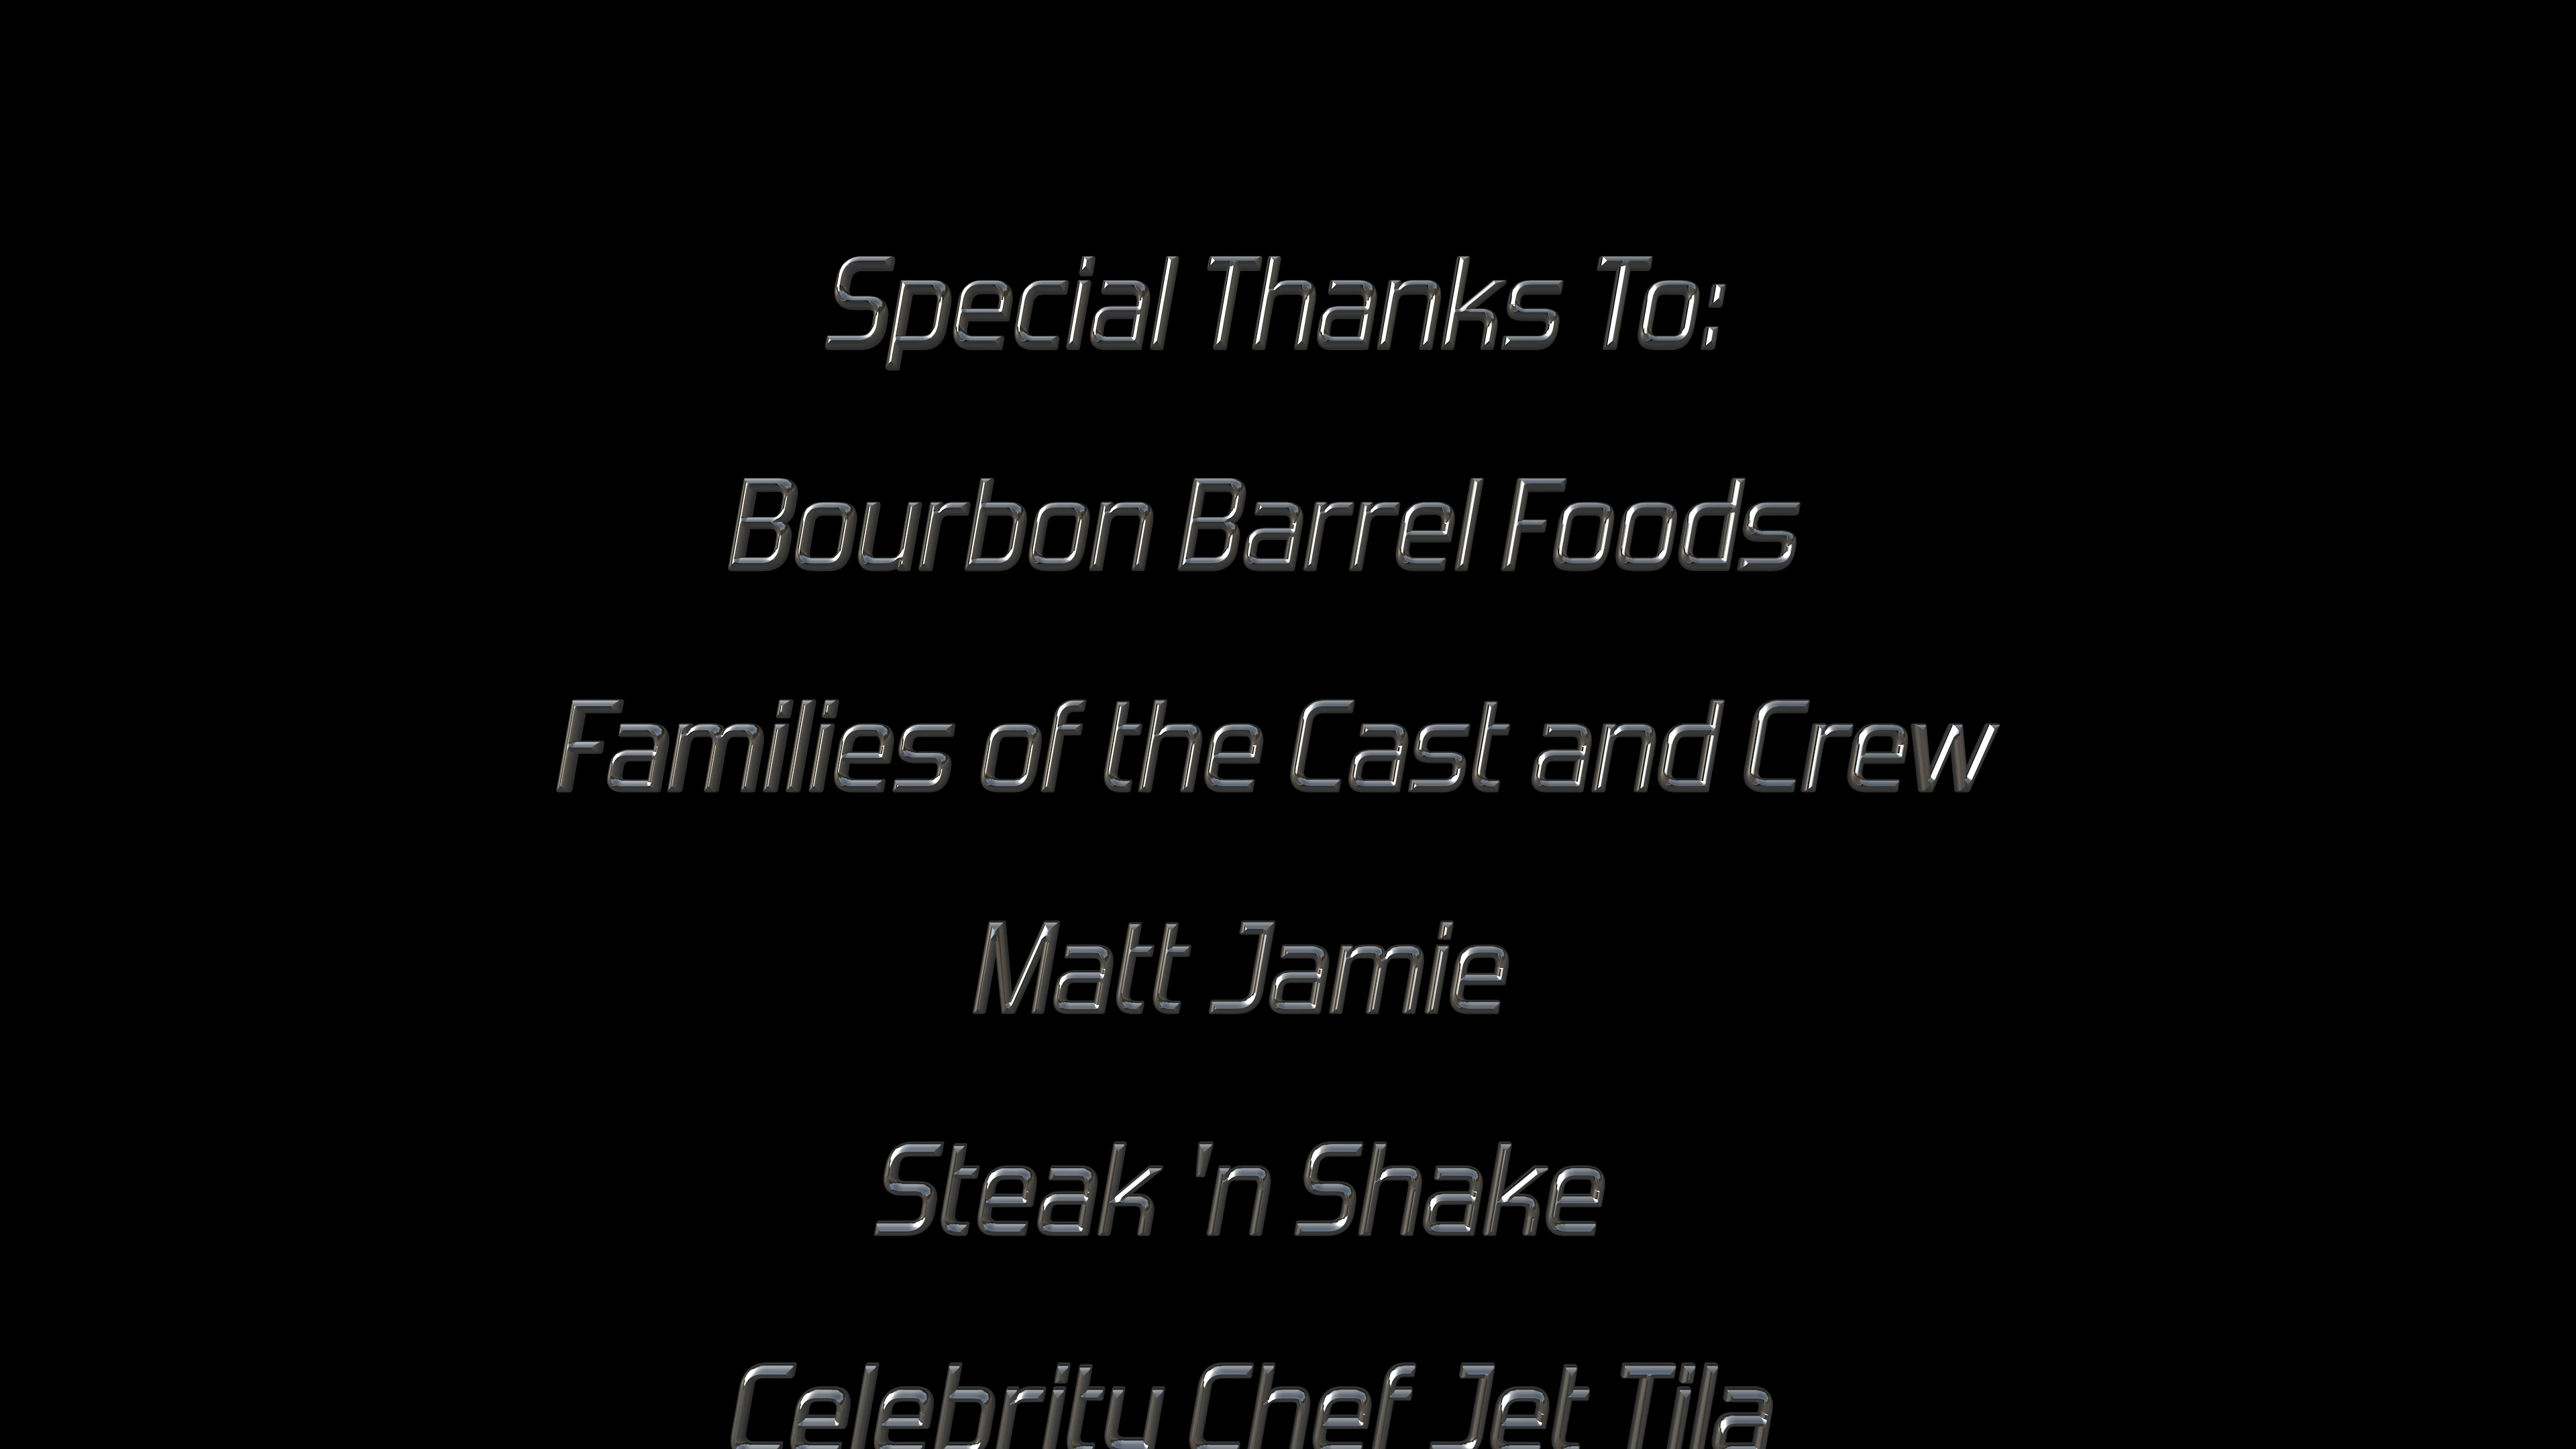 Special Thanks To:
Bourbon Barrel Foods
Families of the Cast and Crew
Matt Jamie
Steak 'n Shake
Celebrity Chef Jet Tila